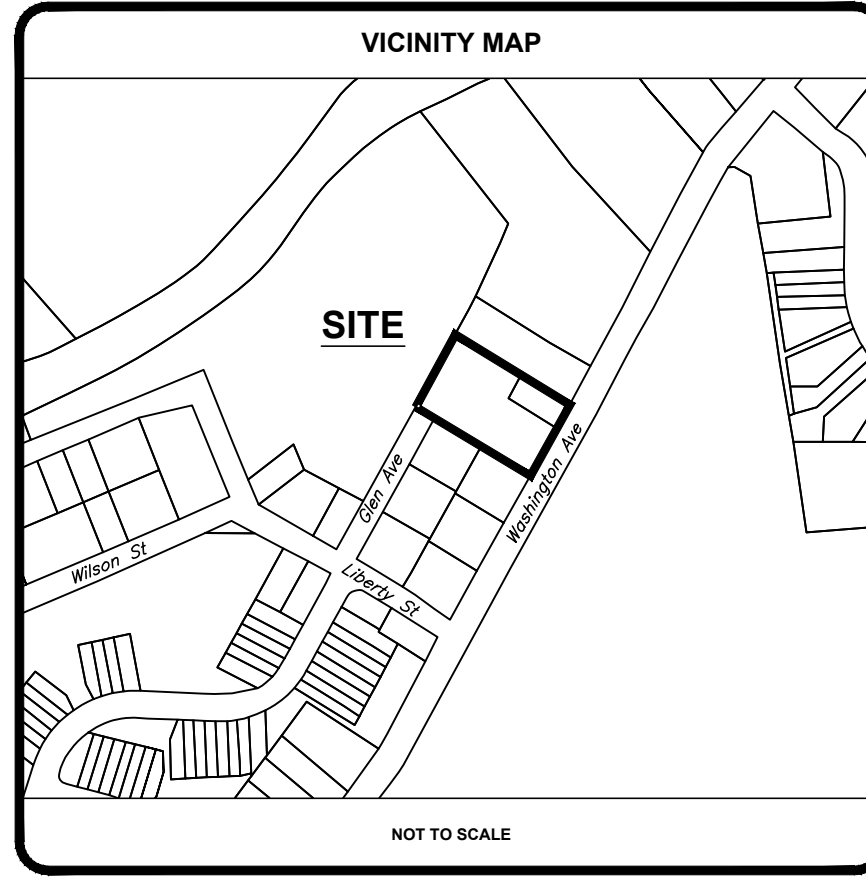 VICINITY MAP
SITE
Glen Ave
Washington Ave
Liberty St
Wilson St
NOT TO SCALE